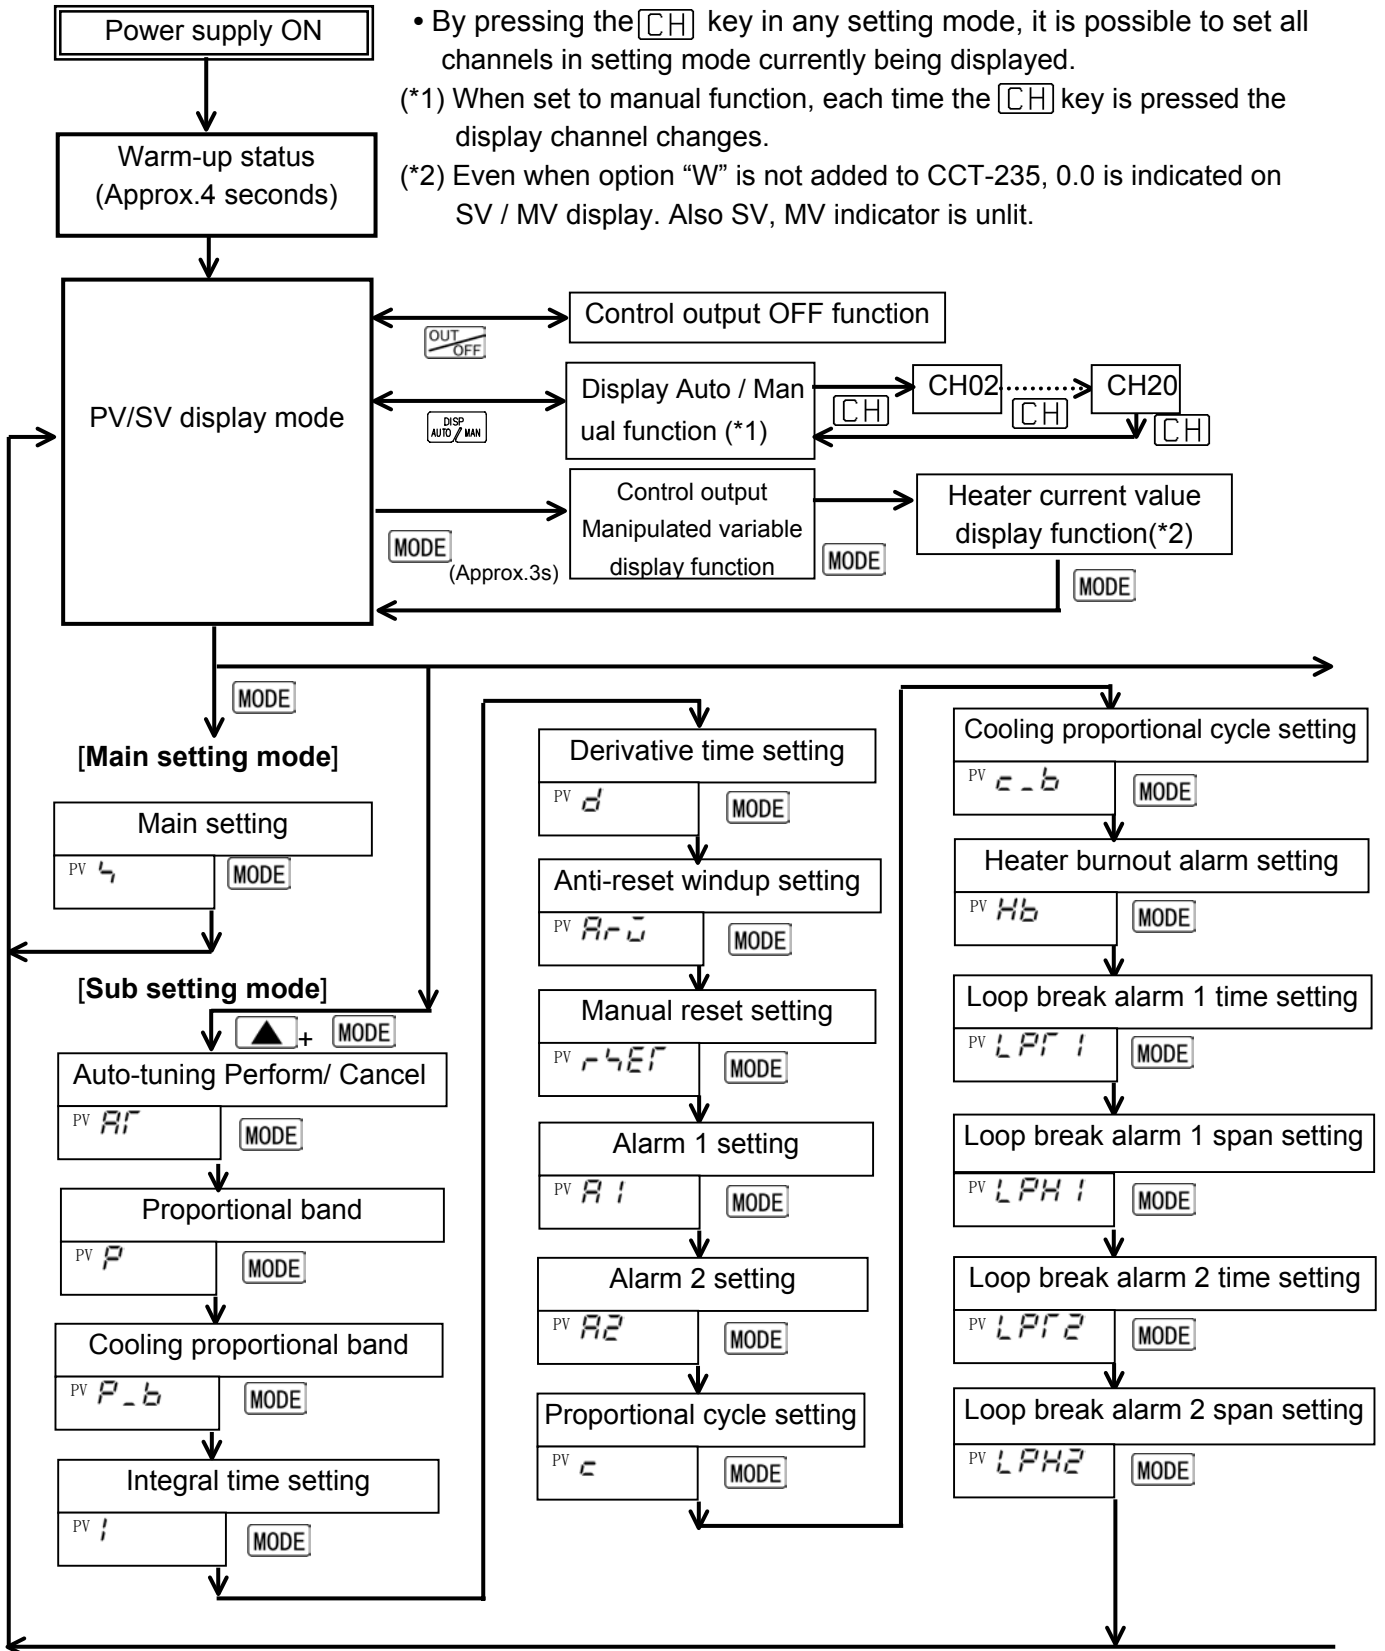 Power supply ON
• By pressing the CH key in any setting mode, it is possible to set all
channels in setting mode currently being displayed.
(*1) When set to manual function, each time the CH key is pressed the
display channel changes.
(*2) Even when option “W” is not added to CCT-235, 0.0 is indicated on
SV / MV display. Also SV, MV indicator is unlit.
Warm-up status
(Approx.4 seconds)
PV/SV display mode
OUT/OFF
Control output OFF function
DISP
AUTO/MAN
Display Auto / Man
ual function (*1)
CH
CH02
CH
CH20
CH
MODE
(Approx.3s)
Control output
Manipulated variable
display function
MODE
Heater current value
display function(*2)
MODE
MODE
[Main setting mode]
Main setting
PV
MODE
[Sub setting mode]
▲ + MODE
Auto-tuning Perform/ Cancel
PV AT
MODE
Proportional band
PV P
MODE
Cooling proportional band
PV P_b
MODE
Integral time setting
PV I
MODE
Derivative time setting
PV d
MODE
Anti-reset windup setting
PV ArW
MODE
Manual reset setting
PV rSET
MODE
Alarm 1 setting
PV A1
MODE
Alarm 2 setting
PV A2
MODE
Proportional cycle setting
PV c
MODE
Cooling proportional cycle setting
PV c_b
MODE
Heater burnout alarm setting
PV Hb
MODE
Loop break alarm 1 time setting
PV LPT1
MODE
Loop break alarm 1 span setting
PV LPH1
MODE
Loop break alarm 2 time setting
PV LPT2
MODE
Loop break alarm 2 span setting
PV LPH2
MODE